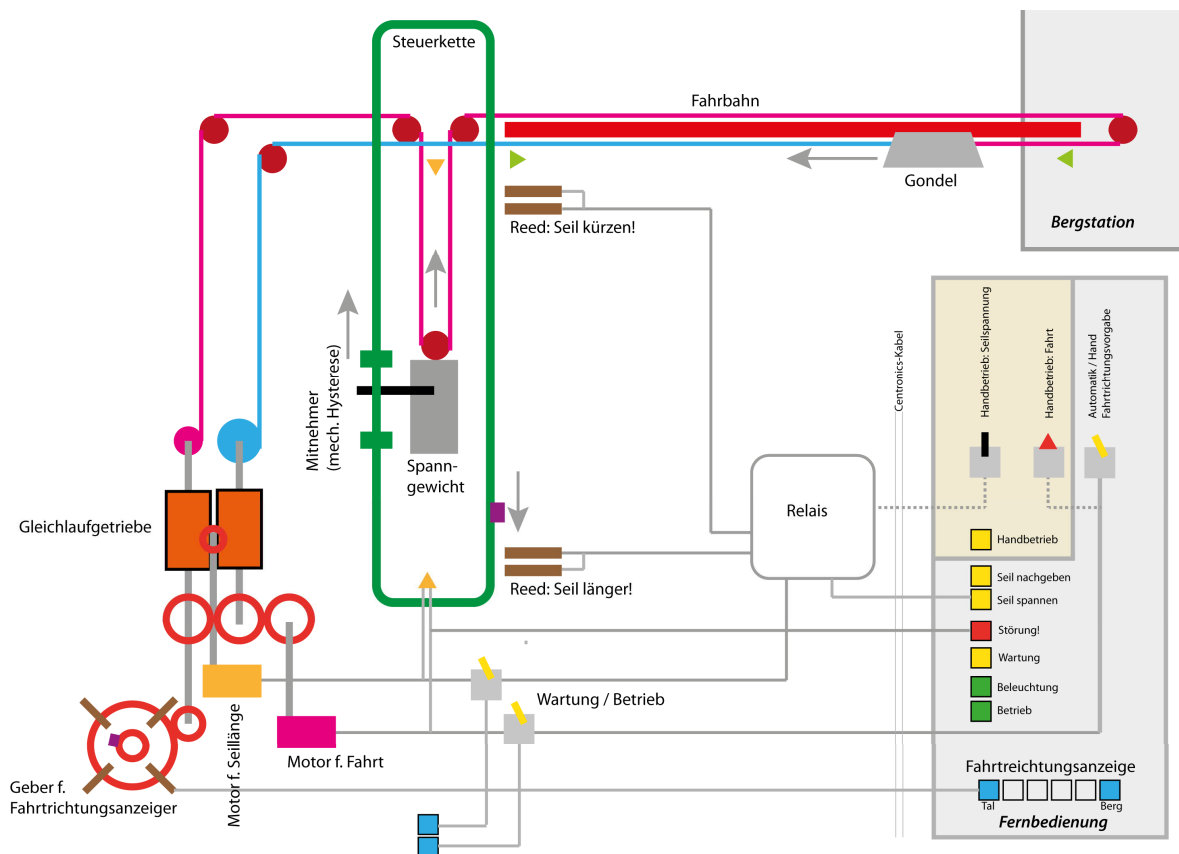 Steuerkette
Fahrbahn
Gondel
Bergstation
Reed: Seil kürzen!
Mitnehmer
(mech. Hysterese)
Spann-
gewicht
Gleichlaufgetriebe
Relais
Reed: Seil länger!
Centronics-Kabel
Handbetrieb: Seilspannung
Handbetrieb: Fahrt
Automatik / Hand
Fahrtrichtungsvorgabe
Handbetrieb
Seil nachgeben
Seil spannen
Störung!
Wartung
Beleuchtung
Betrieb
Wartung / Betrieb
Motor f. Seillänge
Motor f. Fahrt
Geber f.
Fahrtrichtungsanzeiger
Fahrtreichtungsanzeige
Tal
Berg
Fernbedienung